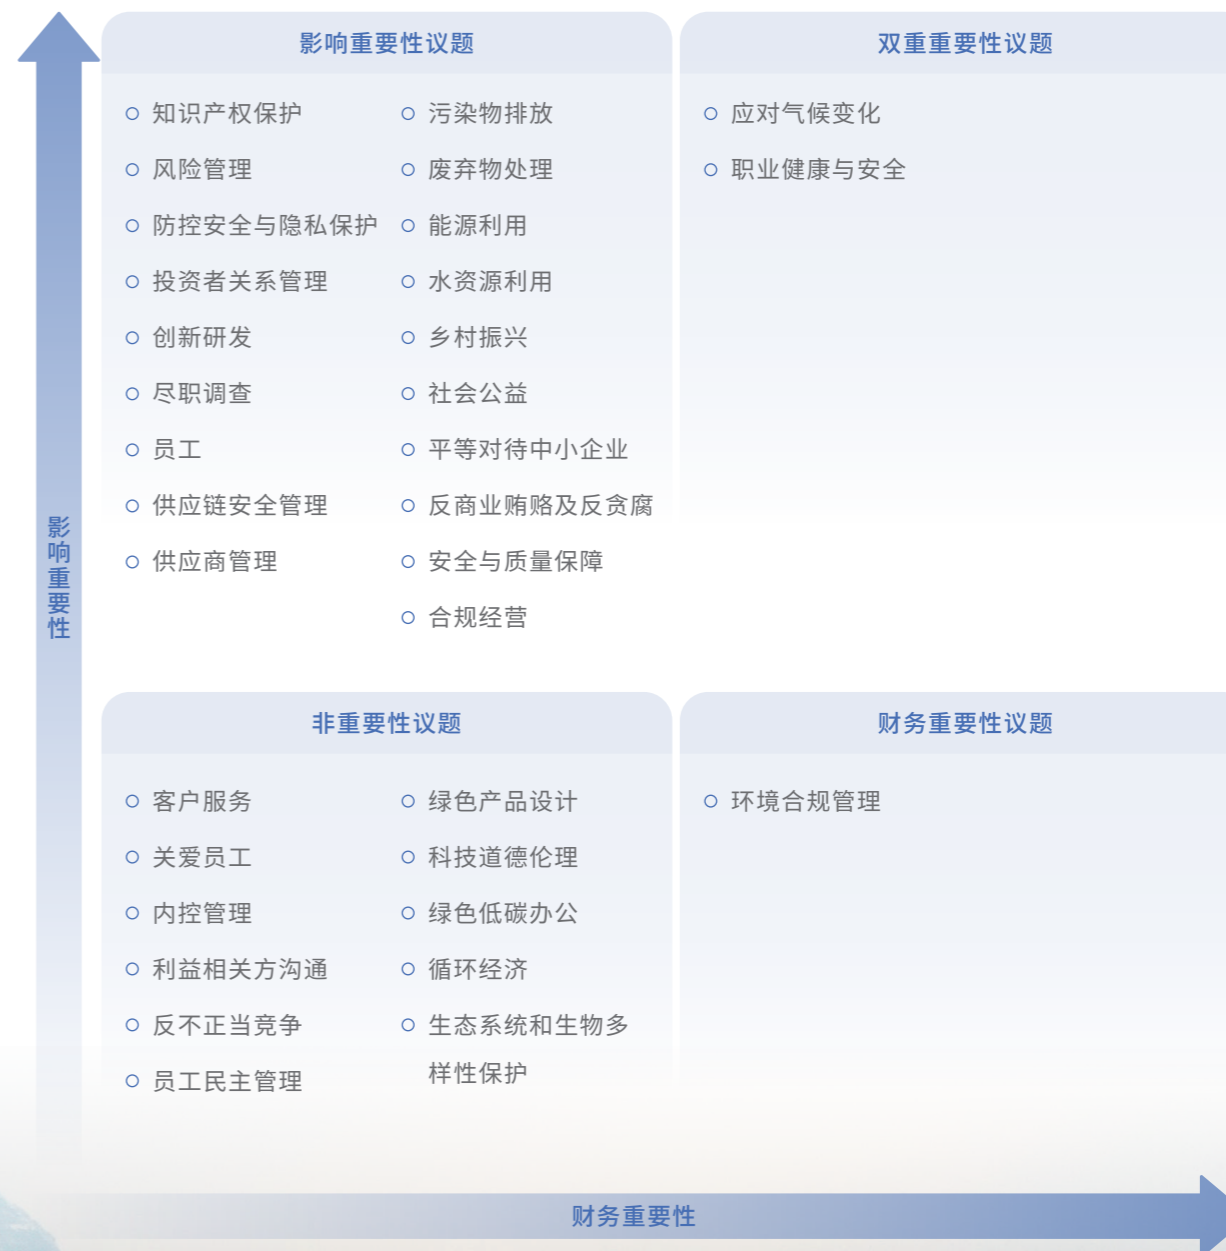 影响重要性议题
知识产权保护
风险管理
防控安全与隐私保护
投资者关系管理
创新研发
尽职调查
员工
供应链安全管理
供应商管理
污染物排放
废弃物处理
能源利用
水资源利用
乡村振兴
社会公益
平等对待中小企业
反商业贿赂及反贪腐
安全与质量保障
合规经营
双重重要性议题
应对气候变化
职业健康与安全
影响重要性
非重要性议题
客户服务
关爱员工
内控管理
利益相关方沟通
反不正当竞争
员工民主管理
绿色产品设计
科技道德伦理
绿色低碳办公
循环经济
生态系统和生物多
样性保护
财务重要性议题
环境合规管理
财务重要性